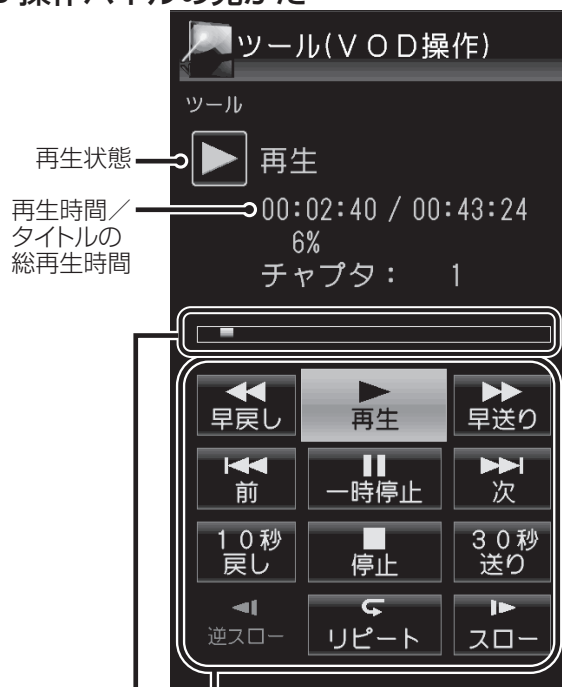 操作パネルの見かた
ツール(ＶＯＤ操作)
ツール
再生状態
再生
再生時間／
タイトルの
総再生時間
00:02:40 / 00:43:24
6%
チャプタ： 1
早戻し
再生
早送り
前
一時停止
次
１０秒
戻し
停止
３０秒
送り
逆スロー
リピート
スロー